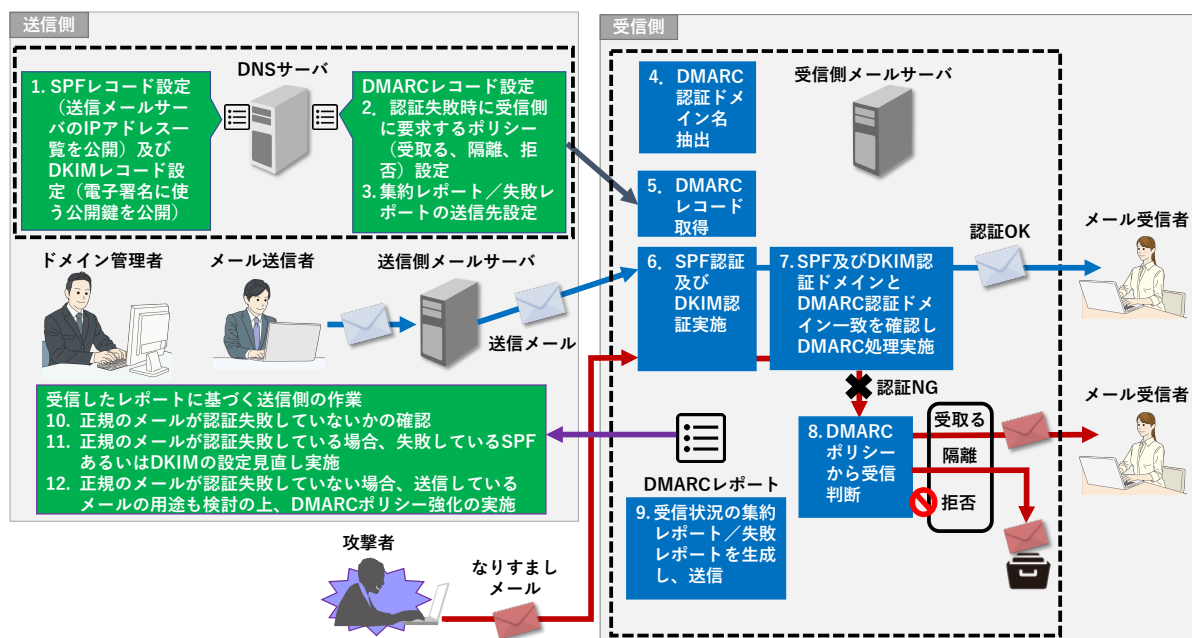 送信側
DNSサーバ
1. SPFレコード設定
（送信メールサー
バのIPアドレス一
覧を公開）及び
DKIMレコード設
定（電子署名に使
う公開鍵を公開）
DMARCレコード設定
2. 認証失敗時に受信側
に要求するポリシー
（受取る、隔離、拒
否）設定
3. 集約レポート／失敗レ
ポートの送信先設定
ドメイン管理者
メール送信者
送信側メールサーバ
送信メール
受信したレポートに基づく送信側の作業
10. 正規のメールが認証失敗していないかの確認
11. 正規のメールが認証失敗している場合、失敗しているSPF
あるいはDKIMの設定見直し実施
12. 正規のメールが認証失敗していない場合、送信している
メールの用途も検討の上、DMARCポリシー強化の実施
攻撃者
なりすまし
メール
受信側
4. DMARC
認証ドメ
イン名
抽出
受信側メールサーバ
5. DMARC
レコード
取得
6. SPF認証
及び
DKIM認
証実施
7. SPF及びDKIM認
証ドメインと
DMARC認証ドメ
イン一致を確認し
DMARC処理実施
認証OK
メール受信者
認証NG
8. DMARC
ポリシー
から受信
判断
受取る
隔離
拒否
メール受信者
DMARCレポート
9. 受信状況の集約
レポート／失敗
レポートを生成
し、送信